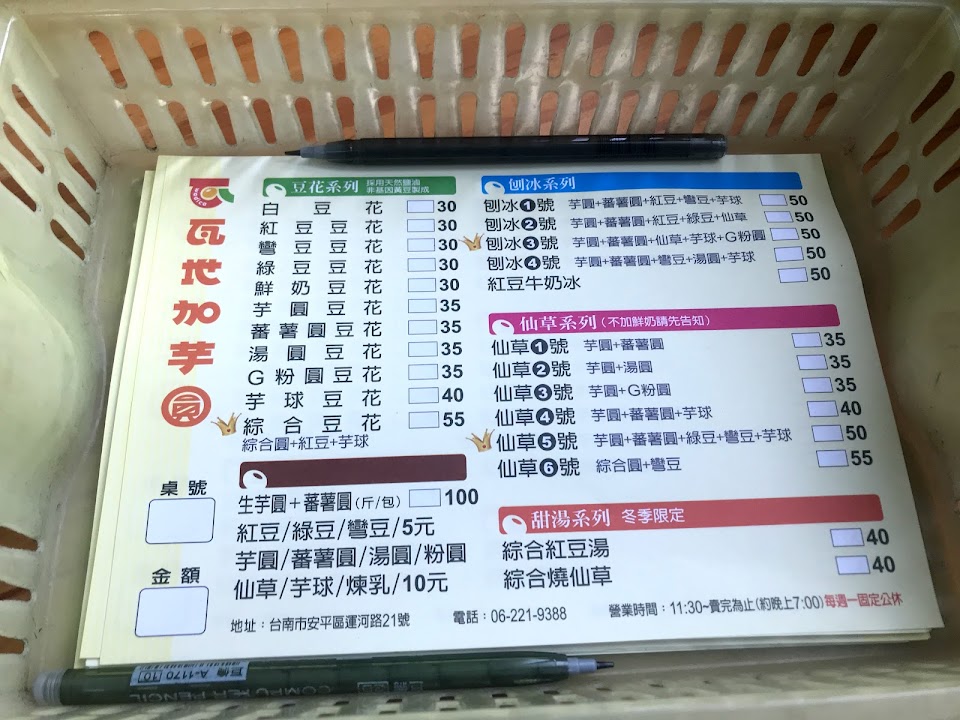 瓦地加芋圓
豆花系列 採用天然鹽滷
非基因黃豆製成
白豆花 30
紅豆豆花 30
彎豆豆花 30
綠豆豆花 30
鮮奶豆花 30
芋圓豆花 35
蕃薯圓豆花 35
湯圓豆花 35
G粉圓豆花 35
芋球豆花 40
綜合豆花 55
綜合圓+紅豆+芋球
生芋圓+蕃薯圓(斤/包) 100
紅豆/綠豆/彎豆/5元
芋圓/蕃薯圓/湯圓/粉圓
仙草/芋球/煉乳/10元
刨冰系列
刨冰❶號 芋圓+蕃薯圓+紅豆+彎豆+芋球 50
刨冰❷號 芋圓+蕃薯圓+紅豆+綠豆+仙草 50
刨冰❸號 芋圓+蕃薯圓+仙草+芋球+G粉圓 50
刨冰❹號 芋圓+蕃薯圓+彎豆+湯圓+芋球 50
紅豆牛奶冰 50
仙草系列(不加鮮奶請先告知)
仙草❶號 芋圓+蕃薯圓 35
仙草❷號 芋圓+湯圓 35
仙草❸號 芋圓+G粉圓 35
仙草❹號 芋圓+蕃薯圓+芋球 40
仙草❺號 芋圓+蕃薯圓+綠豆+彎豆+芋球 50
仙草❻號 綜合圓+彎豆 55
甜湯系列 冬季限定
綜合紅豆湯 40
綜合燒仙草 40
桌號
金額
地址：台南市安平區運河路21號 電話：06-221-9388 營業時間：11:30~賣完為止(約晚上7:00)每週一固定公休
A-1170